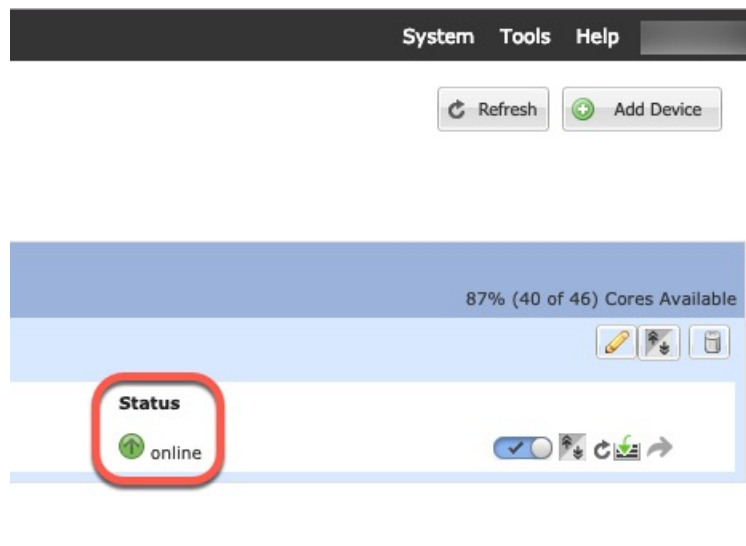 System Tools Help
Refresh Add Device
87% (40 of 46) Cores Available
Status
online